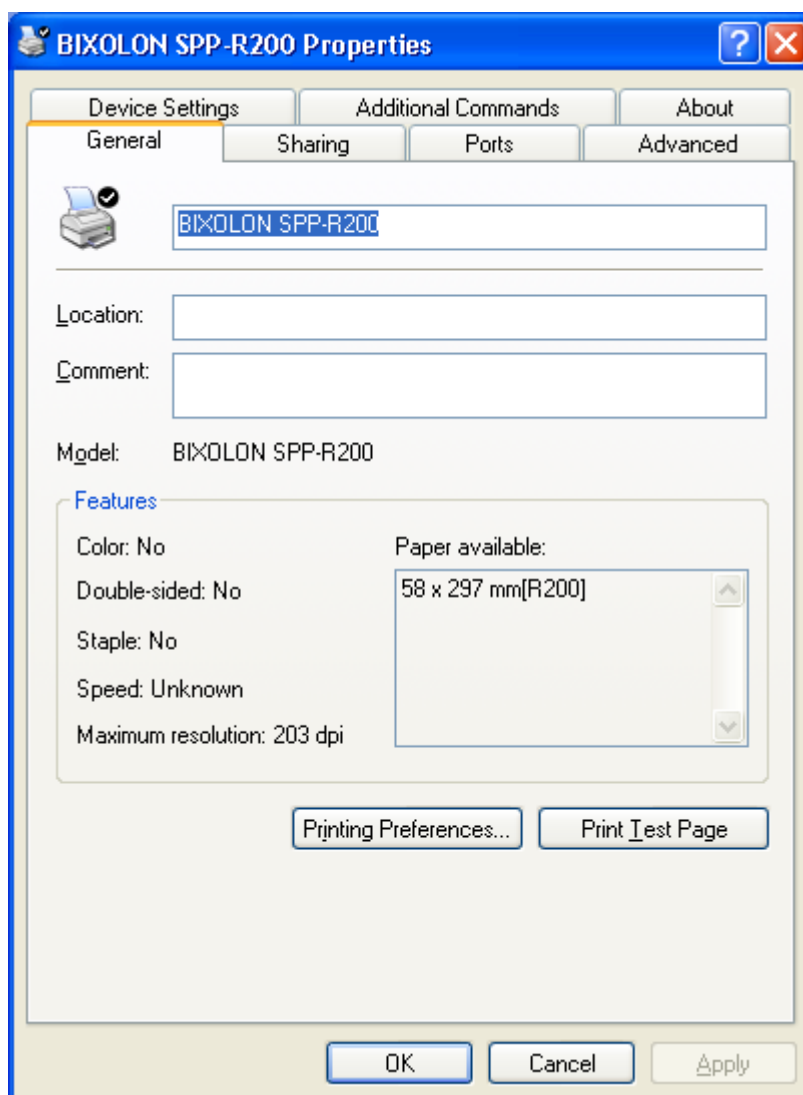 BIXOLON SPP-R200 Properties
Device Settings Additional Commands About
General Sharing Ports Advanced
BIXOLON SPP-R200
Location:
Comment:
Model: BIXOLON SPP-R200
Features
Color: No
Paper available:
Double-sided: No
58 x 297 mm[R200]
Staple: No
Speed: Unknown
Maximum resolution: 203 dpi
Printing Preferences... Print Test Page
OK Cancel Apply